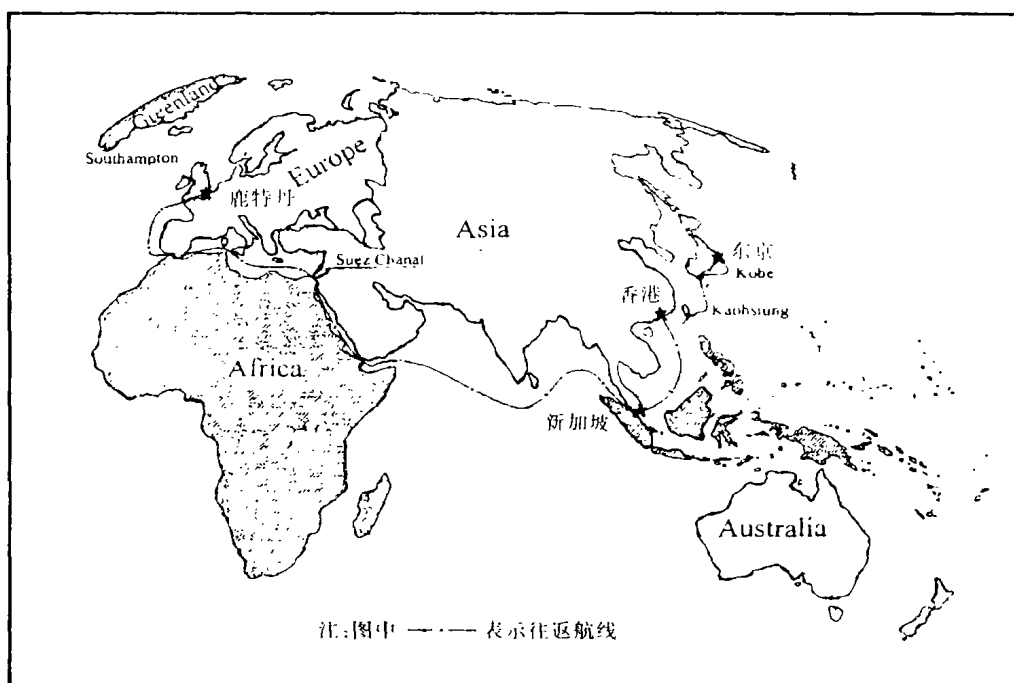 Greenland
Southampton
Europe
鹿特丹
Asia
Suez Chanal
东京
Kobe
香港
Kaohsiung
Africa
新加坡
Australia
注:图中 —·— 表示往返航线